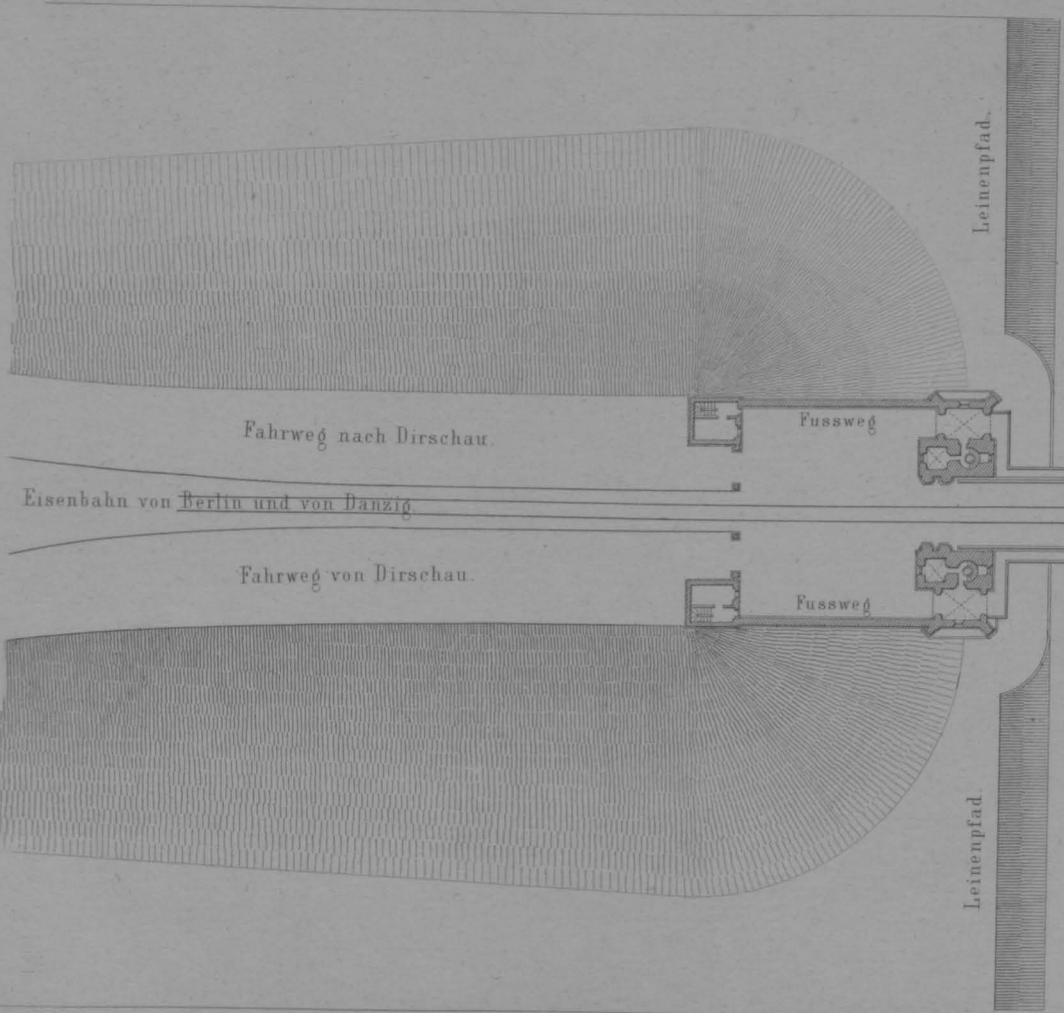 Leinenpfad.
Fahrweg nach Dirschau.
Fussweg
Eisenbahn von Berlin und von Danzig
Fahrweg von Dirschau.
Fussweg
Leinenpfad.